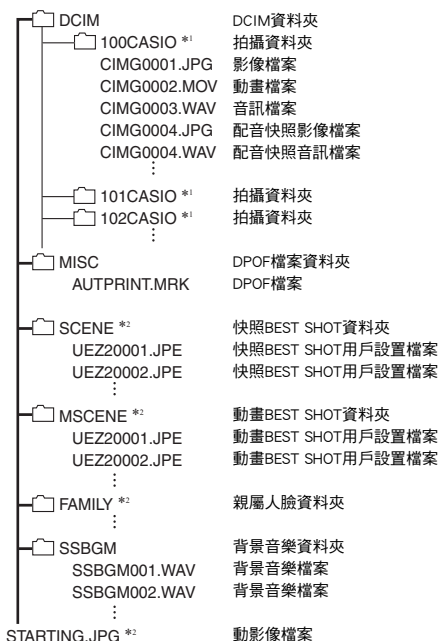 DCIM DCIM資料夾
100CASIO *1 拍攝資料夾
CIMG0001.JPG 影像檔案
CIMG0002.MOV 動畫檔案
CIMG0003.WAV 音訊檔案
CIMG0004.JPG 配音快照影像檔案
CIMG0004.WAV 配音快照音訊檔案
101CASIO *1 拍攝資料夾
102CASIO *1 拍攝資料夾
MISC DPOF檔案資料夾
AUTPRINT.MRK DPOF檔案
SCENE *2 快照BEST SHOT資料夾
UEZ20001.JPE 快照BEST SHOT用戶設置檔案
UEZ20002.JPE 快照BEST SHOT用戶設置檔案
MSCENE *2 動畫BEST SHOT資料夾
UEZ20001.JPE 動畫BEST SHOT用戶設置檔案
UEZ20002.JPE 動畫BEST SHOT用戶設置檔案
FAMILY *2 親屬人臉資料夾
SSBGM 背景音樂資料夾
SSBGM001.WAV 背景音樂檔案
SSBGM002.WAV 背景音樂檔案
STARTING.JPG *2 動影像檔案